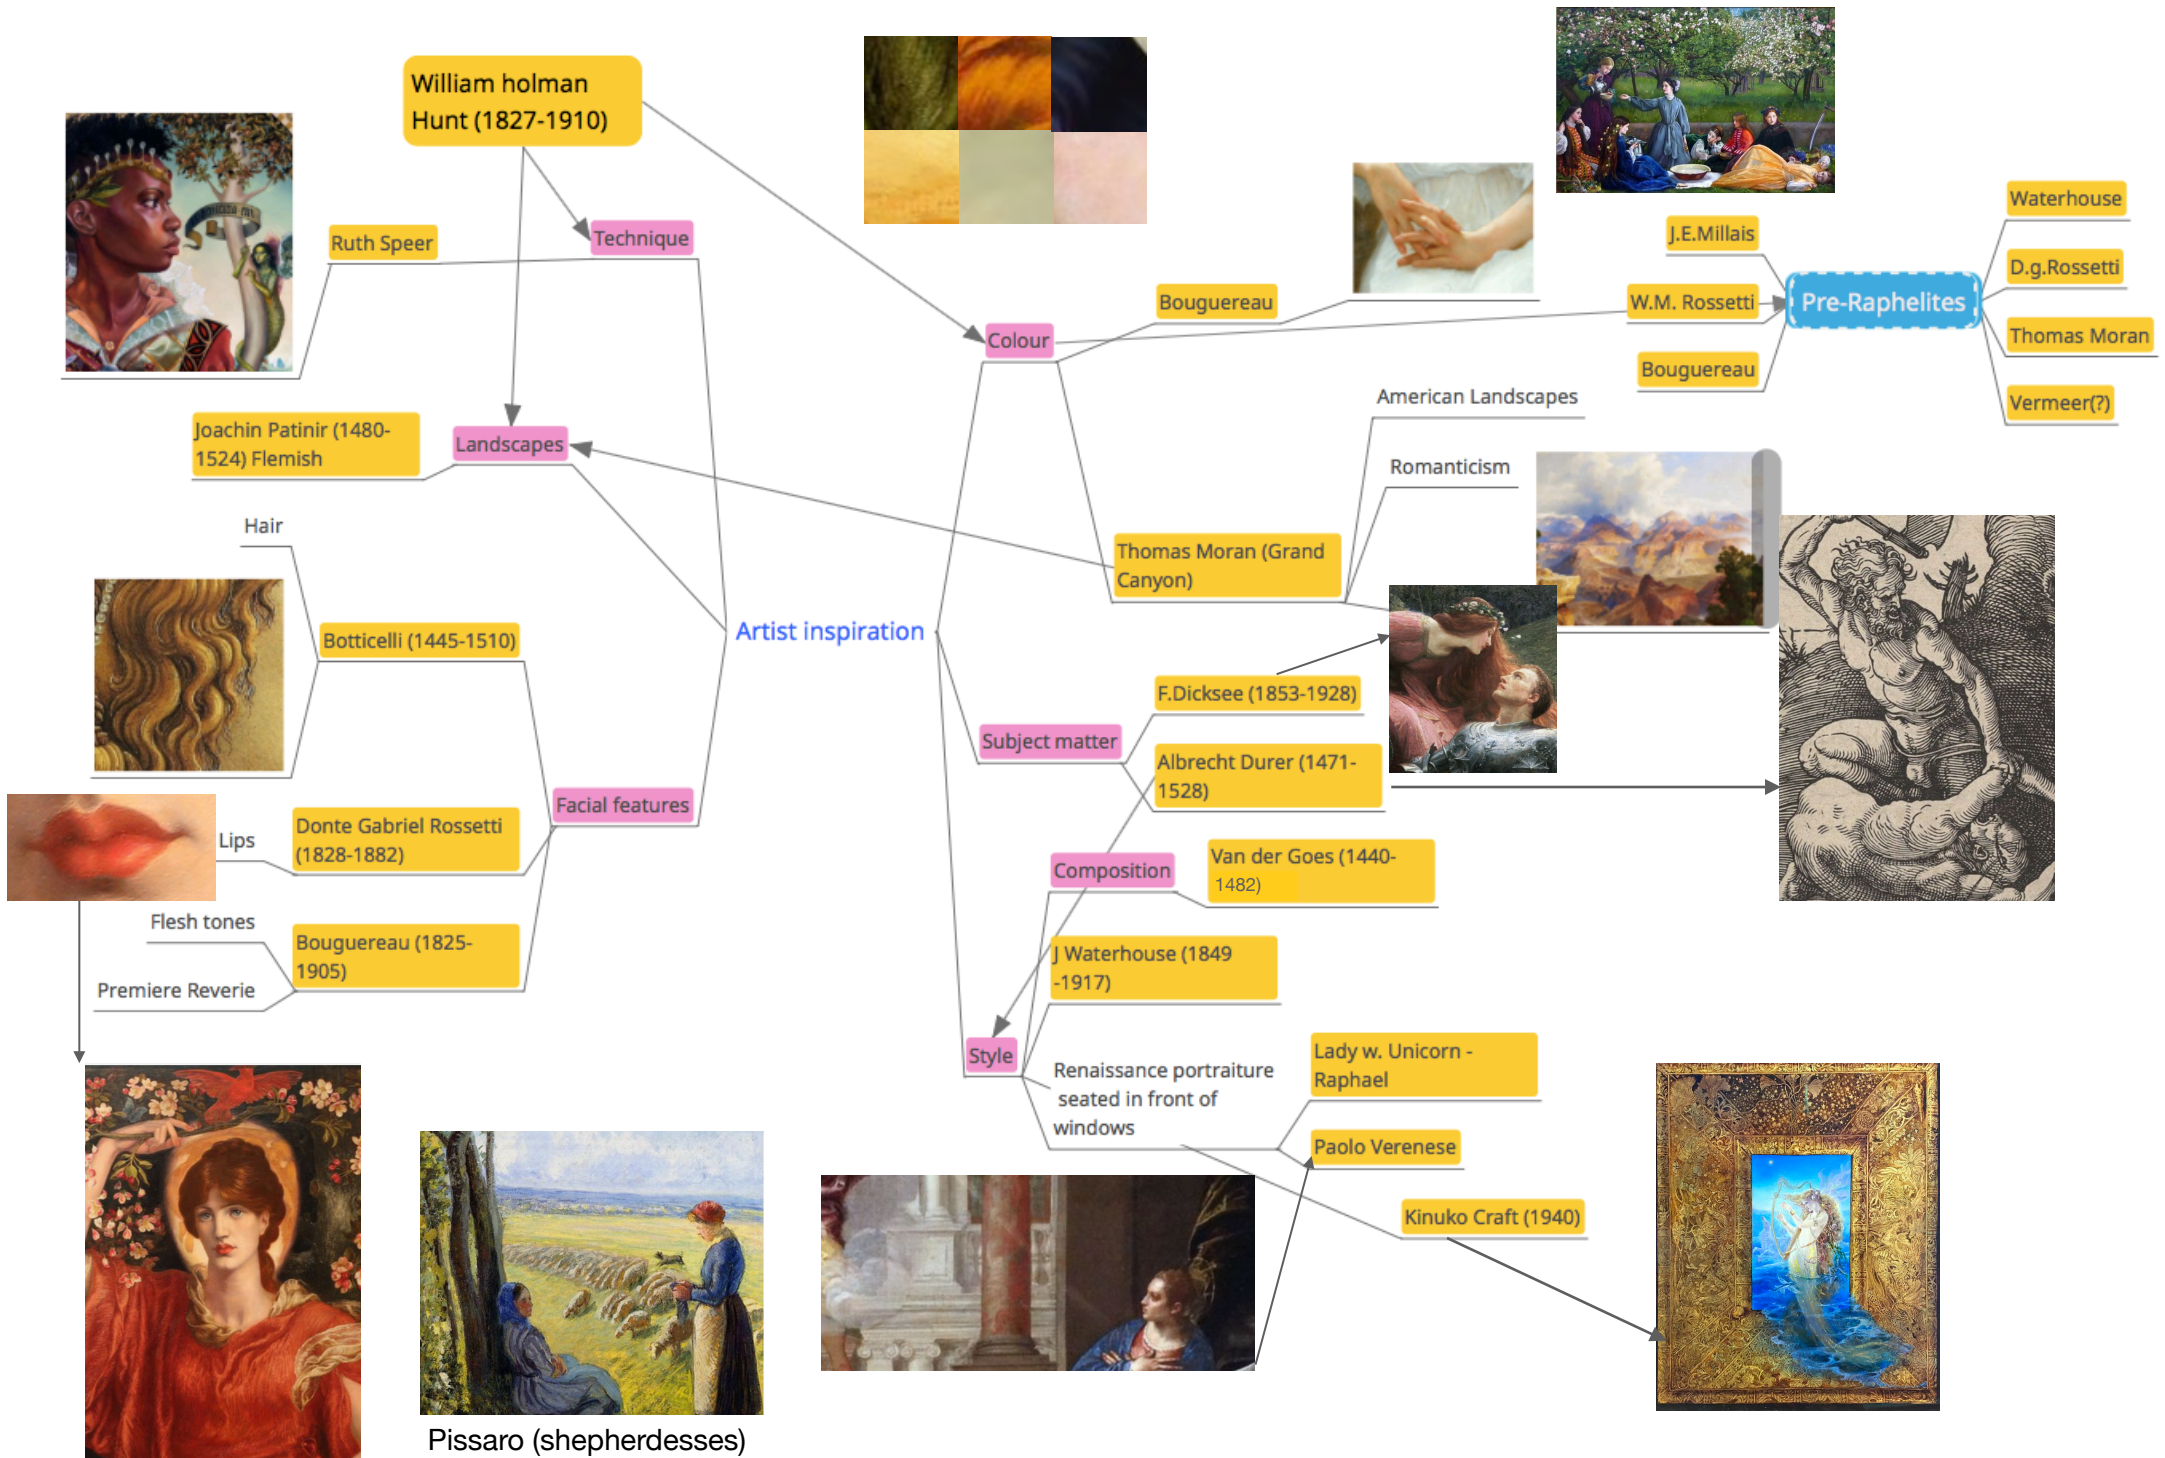 William holman
Hunt (1827-1910)
Ruth Speer
Technique
Joachin Patinir (1480-
1524) Flemish
Landscapes
Hair
Botticelli (1445-1510)
Facial features
Donte Gabriel Rossetti
(1828-1882)
Lips
Flesh tones
Bouguereau (1825-
1905)
Premiere Reverie
Pissaro (shepherdesses)
Artist inspiration
Colour
Bouguereau
J.E.Millais
W.M. Rossetti
Bouguereau
Pre-Raphelites
Waterhouse
D.g.Rossetti
Thomas Moran
Vermeer(?)
American Landscapes
Romanticism
Thomas Moran (Grand
Canyon)
F.Dicksee (1853-1928)
Subject matter
Albrecht Durer (1471-
1528)
Composition
Van der Goes (1440-
1482)
J Waterhouse (1849
-1917)
Style
Renaissance portraiture
seated in front of
windows
Lady w. Unicorn -
Raphael
Paolo Verenese
Kinuko Craft (1940)